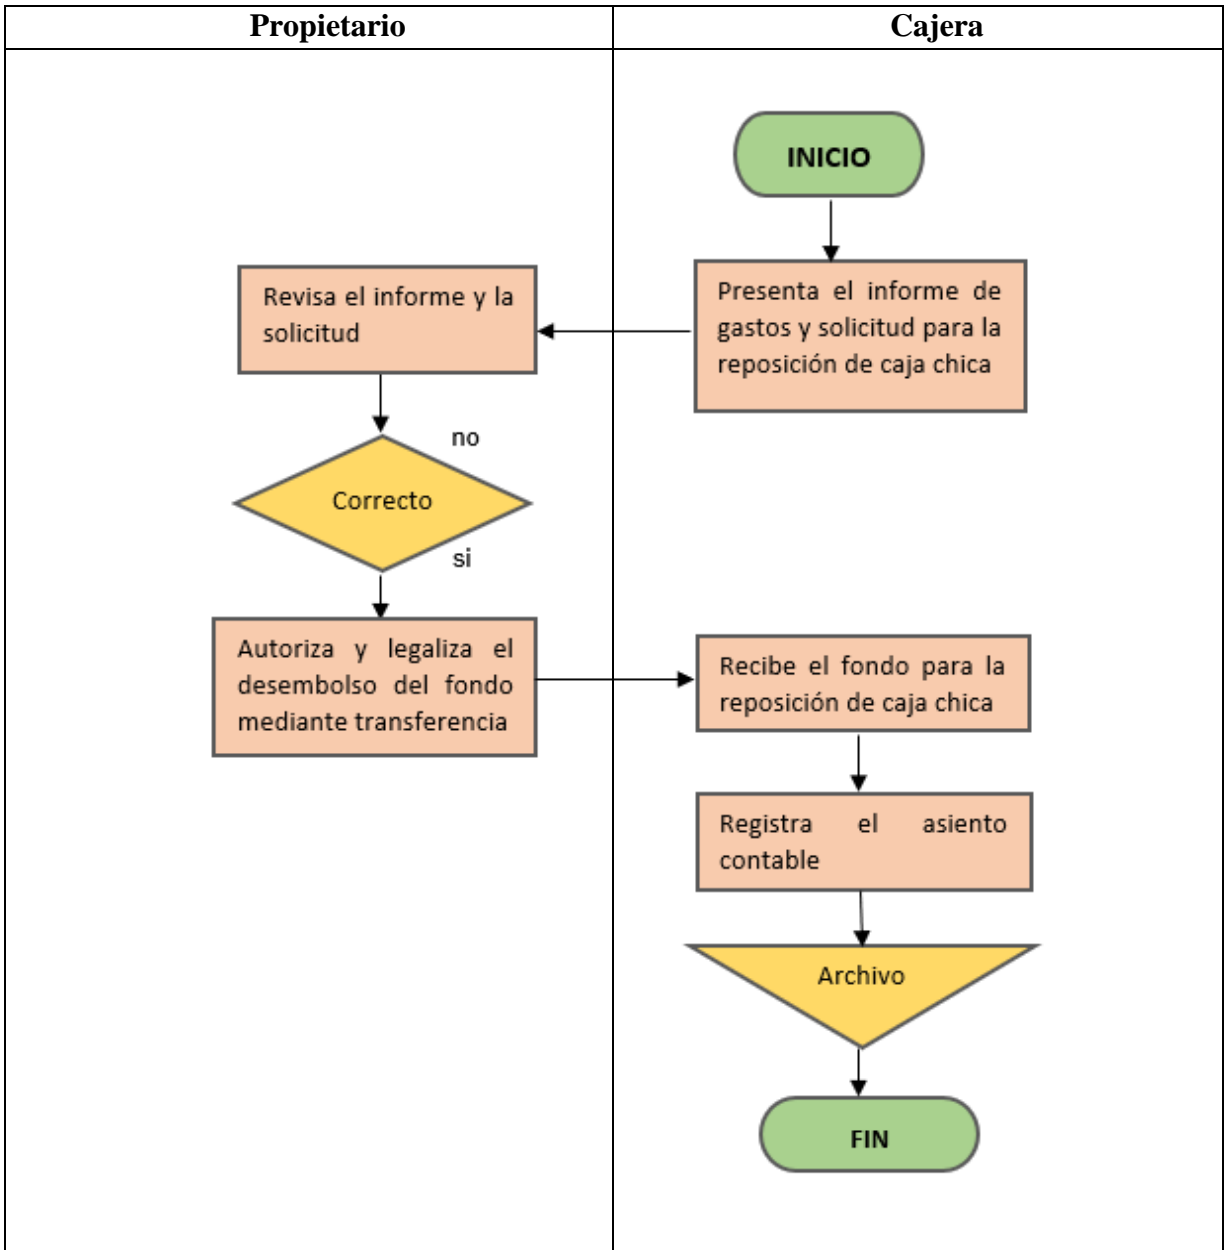 Propietario
Cajera
INICIO
Presenta el informe de
gastos y solicitud para la
reposición de caja chica
Revisa el informe y la
solicitud
no
Correcto
si
Autoriza y legaliza el
desembolso del fondo
mediante transferencia
Recibe el fondo para la
reposición de caja chica
Registra el asiento
contable
Archivo
FIN